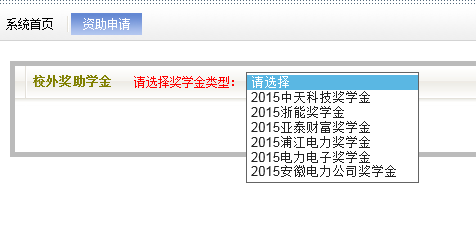 系统首页 资助申请
校外奖助学金 请选择奖学金类型： 请选择
2015中天科技奖学金
2015浙能奖学金
2015亚泰财富奖学金
2015浦江电力奖学金
2015电力电子奖学金
2015安徽电力公司奖学金